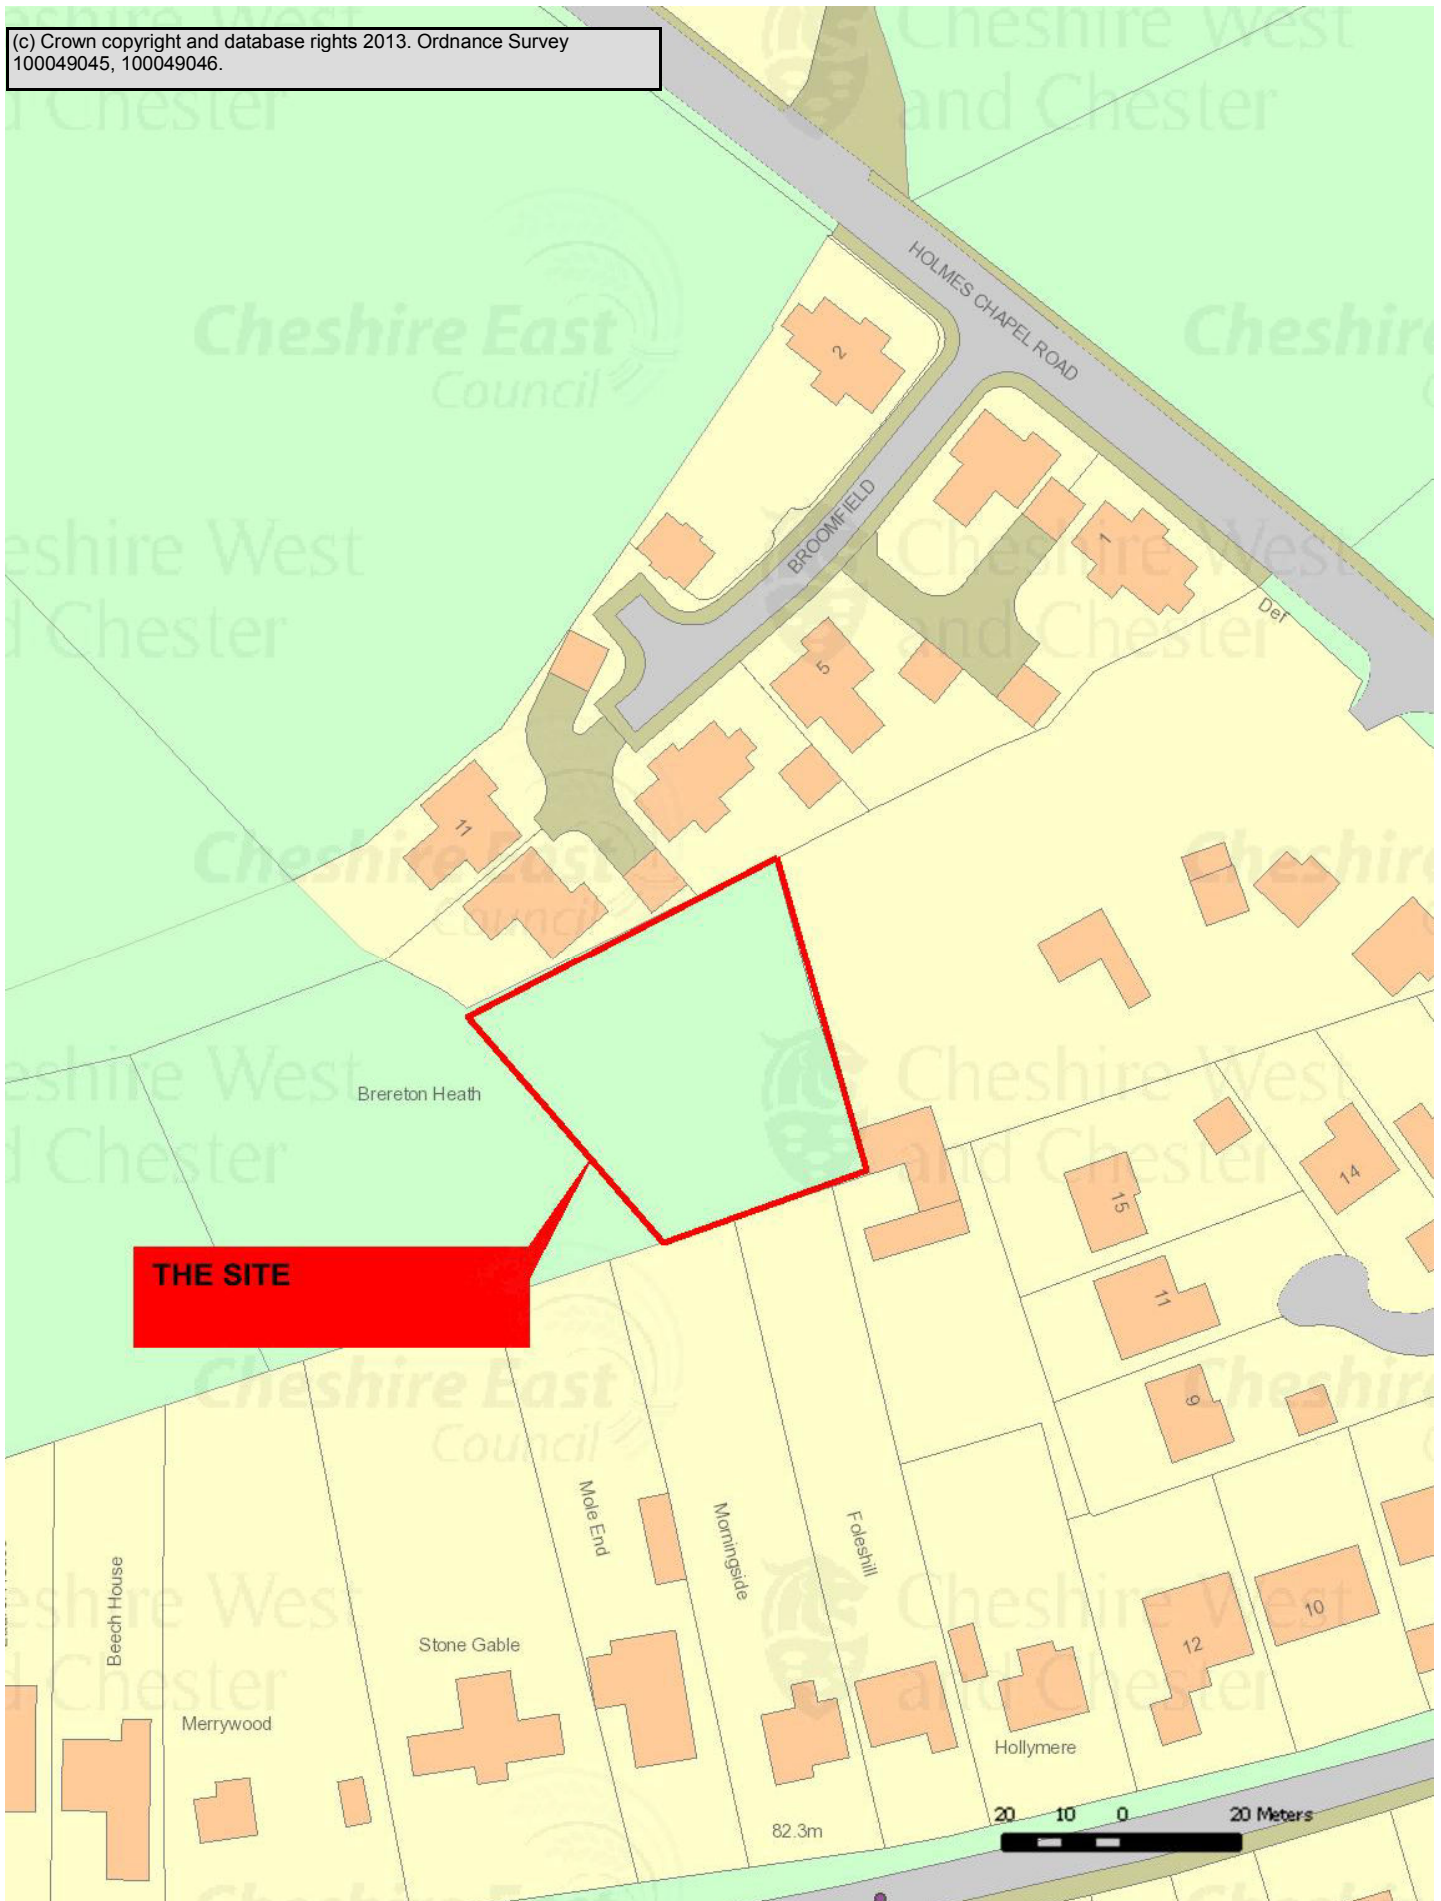 (c) Crown copyright and database rights 2013. Ordnance Survey
100049045, 100049046.
Cheshire West
and Chester
HOLMES CHAPEL ROAD
Cheshire East
Council
2
BROOMFIELD
1
Def
5
11
Brereton Heath
THE SITE
15
14
11
9
Mole End
Morningside
Foleshill
Beech House
Stone Gable
Merrywood
12
10
Hollymere
82.3m
20 10 0 20 Meters